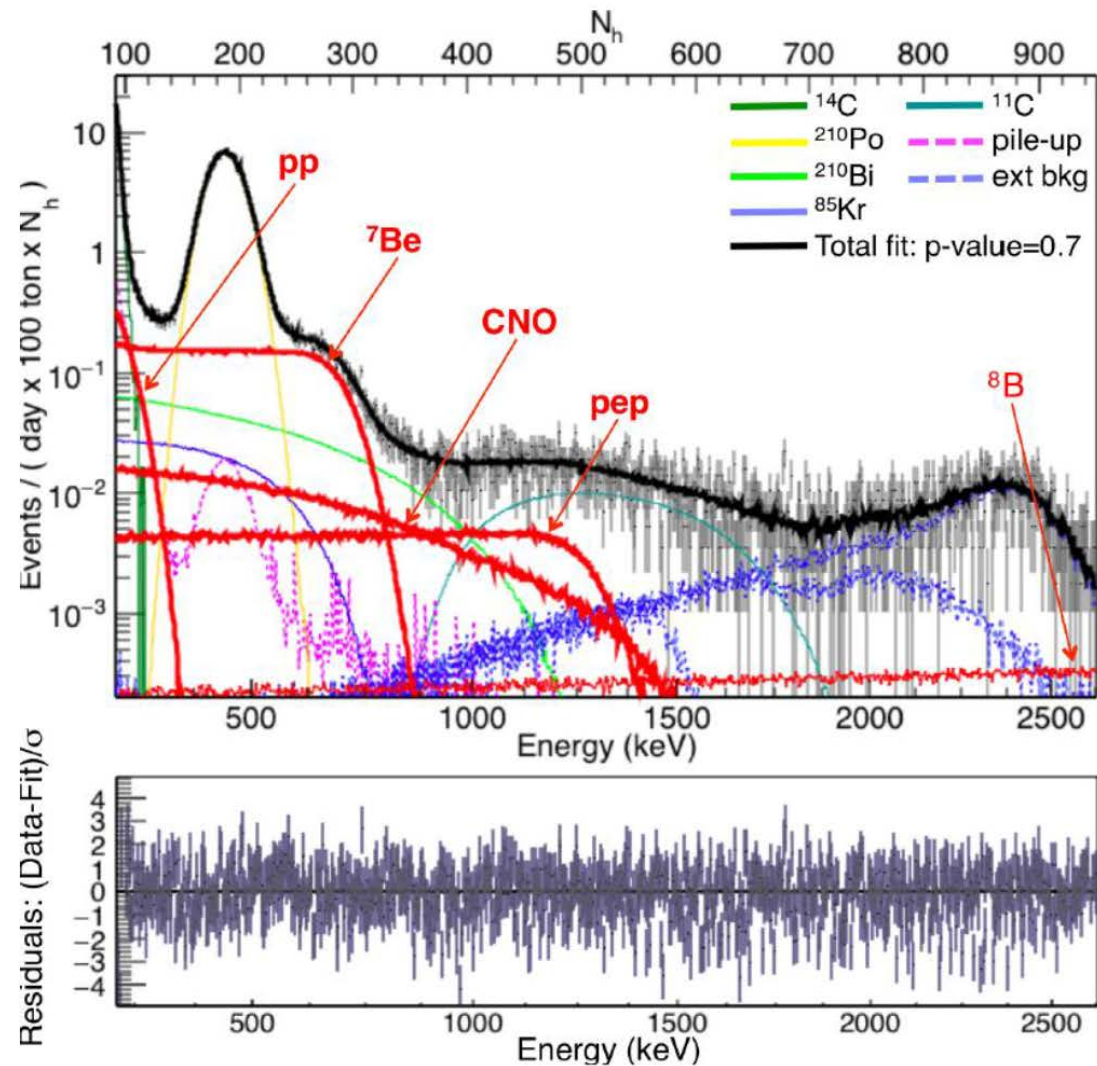 N_h
100 200 300 400 500 600 700 800 900
¹⁴C ¹¹C
²¹⁰Po pile-up
²¹⁰Bi ext bkg
⁸⁵Kr
Total fit: p-value=0.7
pp
⁷Be
CNO
pep
⁸B
Events / ( day x 100 ton x N_h )
10
1
10⁻¹
10⁻²
10⁻³
500 1000 1500 2000 2500
Energy (keV)
Residuals: (Data-Fit)/σ
4
3
2
1
0
−1
−2
−3
−4
500 1000 1500 2000 2500
Energy (keV)